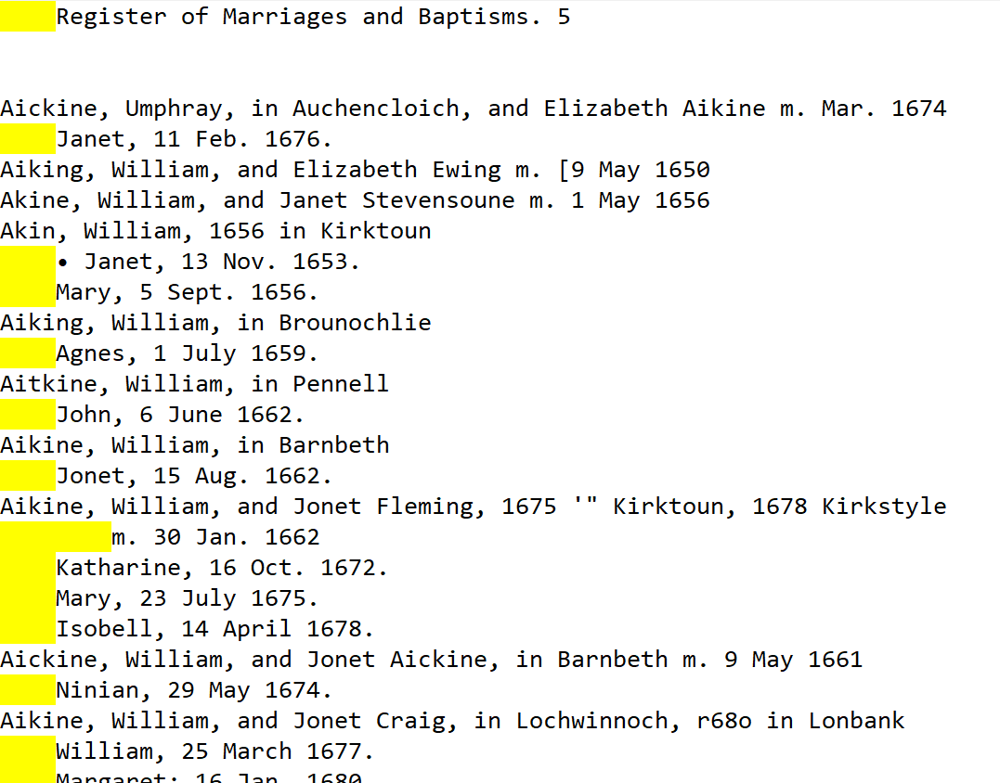 Register of Marriages and Baptisms. 5
Aickine, Umphray, in Auchencloich, and Elizabeth Aikine m. Mar. 1674
Janet, 11 Feb. 1676.
Aiking, William, and Elizabeth Ewing m. [9 May 1650
Akine, William, and Janet Stevensoune m. 1 May 1656
Akin, William, 1656 in Kirktoun
• Janet, 13 Nov. 1653.
Mary, 5 Sept. 1656.
Aiking, William, in Brounochlie
Agnes, 1 July 1659.
Aitkine, William, in Pennell
John, 6 June 1662.
Aikine, William, in Barnbeth
Jonet, 15 Aug. 1662.
Aikine, William, and Jonet Fleming, 1675 '" Kirktoun, 1678 Kirkstyle
m. 30 Jan. 1662
Katharine, 16 Oct. 1672.
Mary, 23 July 1675.
Isobell, 14 April 1678.
Aickine, William, and Jonet Aickine, in Barnbeth m. 9 May 1661
Ninian, 29 May 1674.
Aikine, William, and Jonet Craig, in Lochwinnoch, r68o in Lonbank
William, 25 March 1677.
Margaret; 16 Jan. 1680